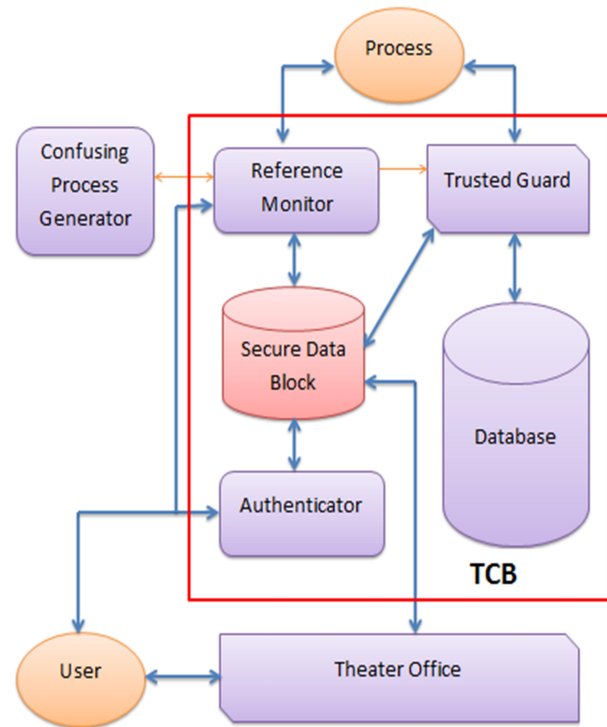 Process
Confusing
Process
Generator
Reference
Monitor
Trusted Guard
Secure Data
Block
Database
Authenticator
TCB
User
Theater Office